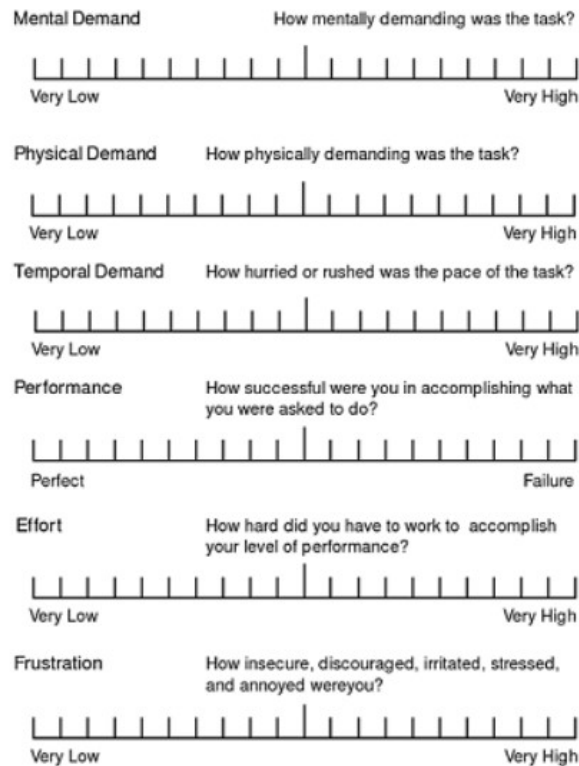 Mental Demand How mentally demanding was the task?
Very Low Very High
Physical Demand How physically demanding was the task?
Very Low Very High
Temporal Demand How hurried or rushed was the pace of the task?
Very Low Very High
Performance How successful were you in accomplishing what
you were asked to do?
Perfect Failure
Effort How hard did you have to work to accomplish
your level of performance?
Very Low Very High
Frustration How insecure, discouraged, irritated, stressed,
and annoyed wereyou?
Very Low Very High